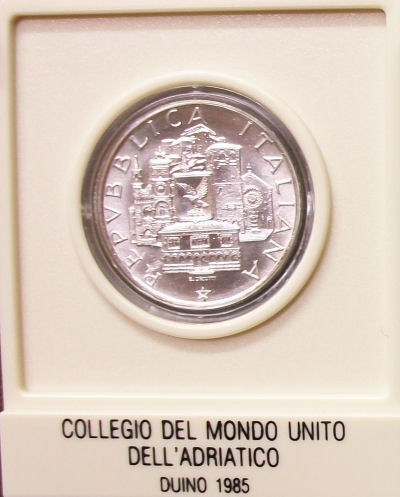 REPVBBLICA ITALIANA
COLLEGIO DEL MONDO UNITO
DELL'ADRIATICO
DUINO 1985